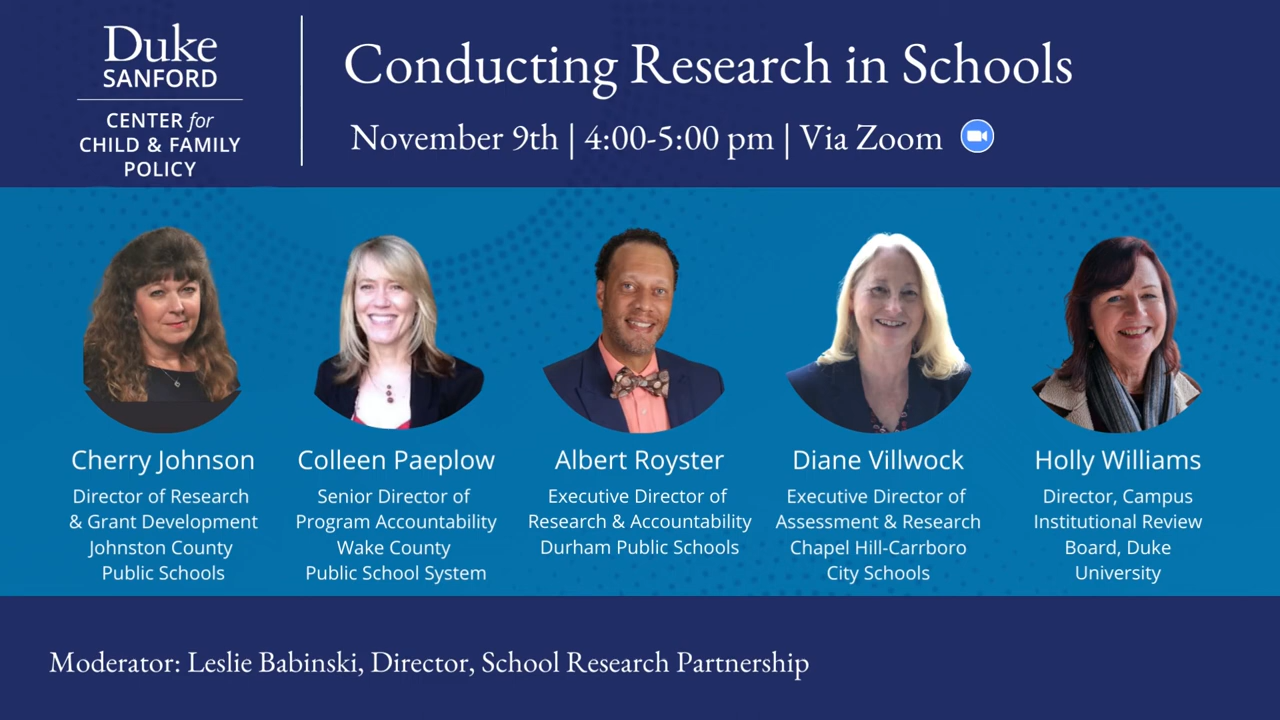 Duke
SANFORD
CENTER for
CHILD & FAMILY
POLICY
Conducting Research in Schools
November 9th | 4:00-5:00 pm | Via Zoom
Cherry Johnson
Director of Research
& Grant Development
Johnston County
Public Schools
Colleen Paeplow
Senior Director of
Program Accountability
Wake County
Public School System
Albert Royster
Executive Director of
Research & Accountability
Durham Public Schools
Diane Villwock
Executive Director of
Assessment & Research
Chapel Hill-Carrboro
City Schools
Holly Williams
Director, Campus
Institutional Review
Board, Duke
University
Moderator: Leslie Babinski, Director, School Research Partnership